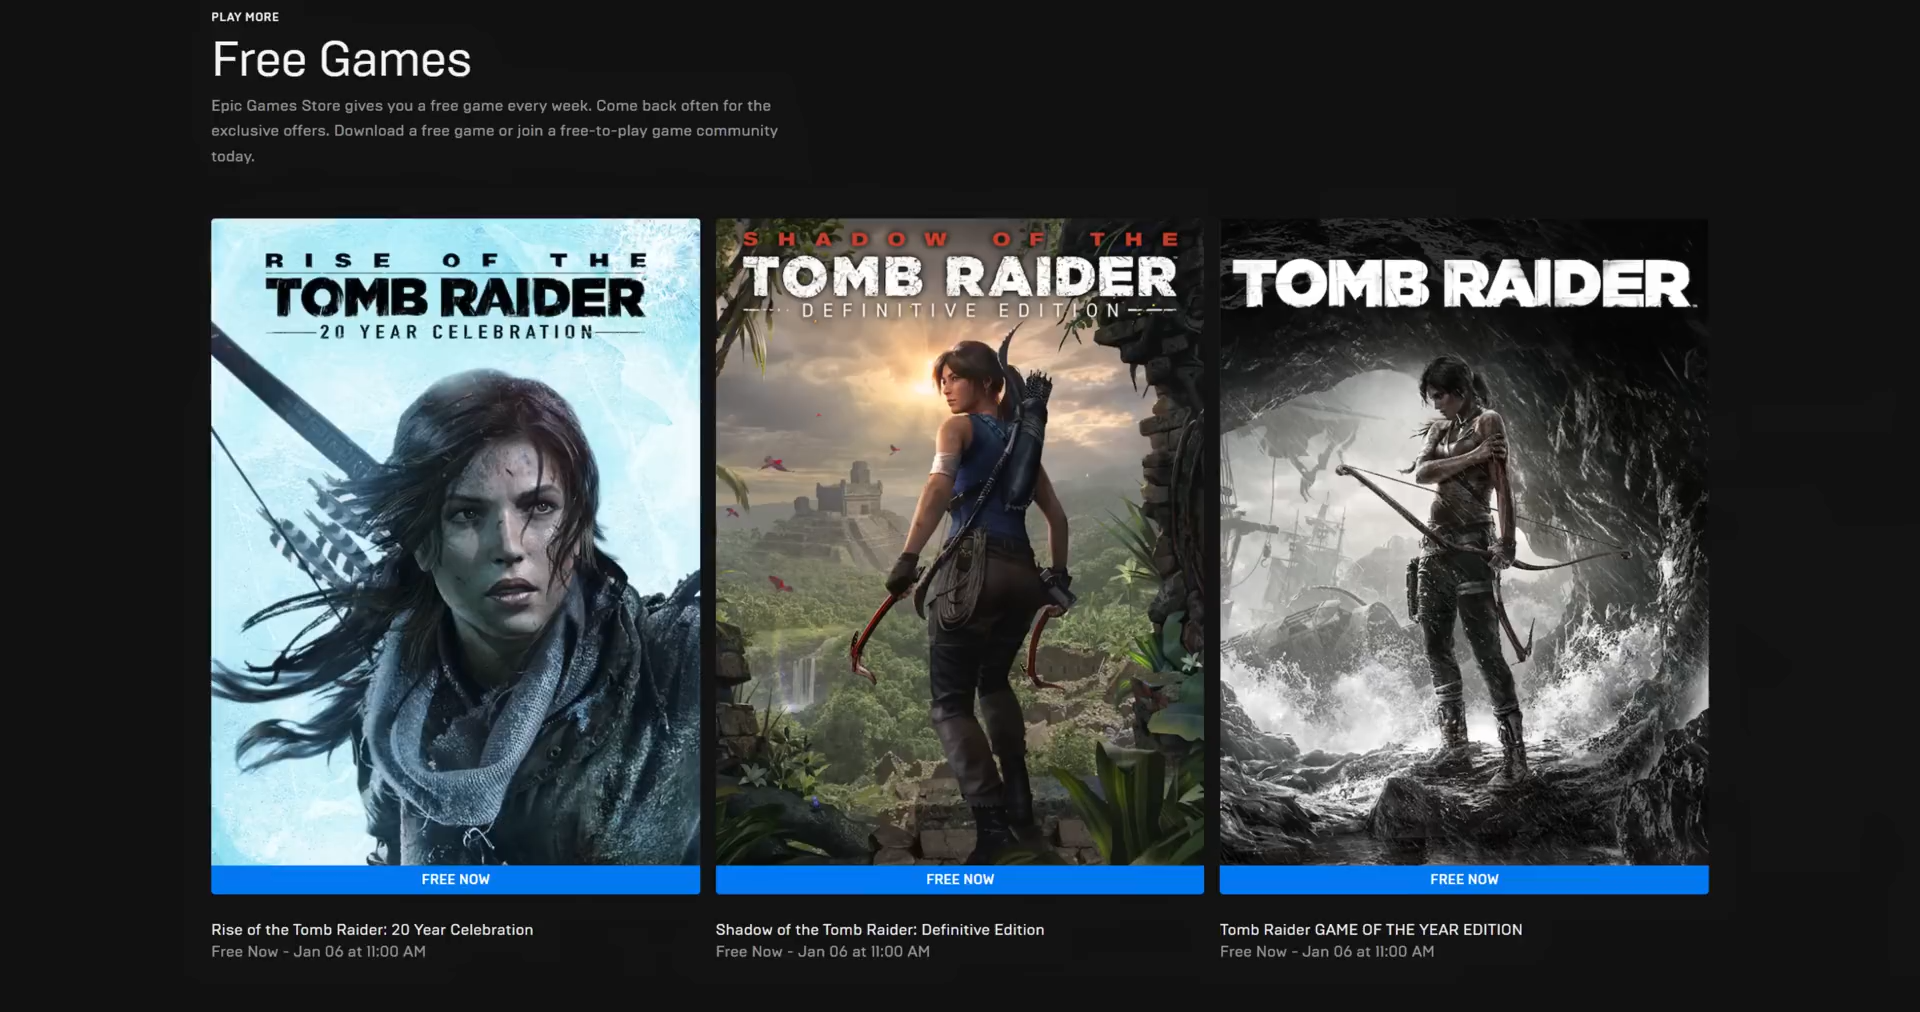 PLAY MORE
Free Games
Epic Games Store gives you a free game every week. Come back often for the
exclusive offers. Download a free game or join a free-to-play game community
today.
RISE OF THE
TOMB RAIDER
20 YEAR CELEBRATION
FREE NOW
Rise of the Tomb Raider: 20 Year Celebration
Free Now - Jan 06 at 11:00 AM
SHADOW OF THE
TOMB RAIDER
DEFINITIVE EDITION
FREE NOW
Shadow of the Tomb Raider: Definitive Edition
Free Now - Jan 06 at 11:00 AM
TOMB RAIDER
FREE NOW
Tomb Raider GAME OF THE YEAR EDITION
Free Now - Jan 06 at 11:00 AM